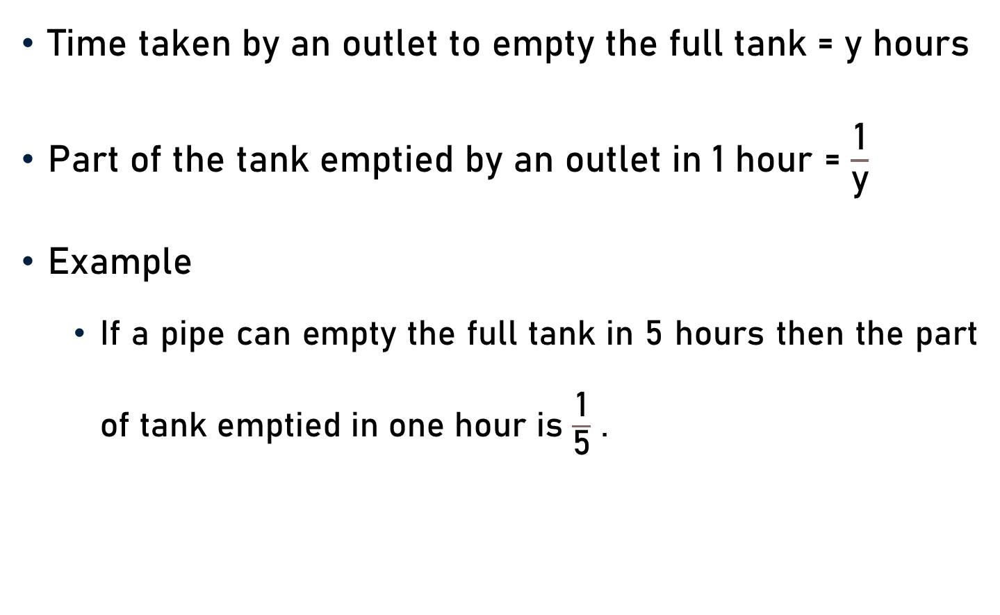 • Time taken by an outlet to empty the full tank = y hours
• Part of the tank emptied by an outlet in 1 hour = 1/y
• Example
• If a pipe can empty the full tank in 5 hours then the part
of tank emptied in one hour is 1/5 .